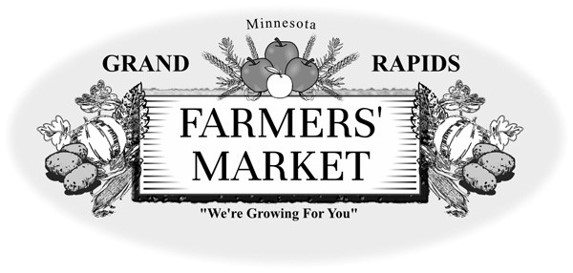 Minnesota
GRAND RAPIDS
FARMERS'
MARKET
"We're Growing For You"